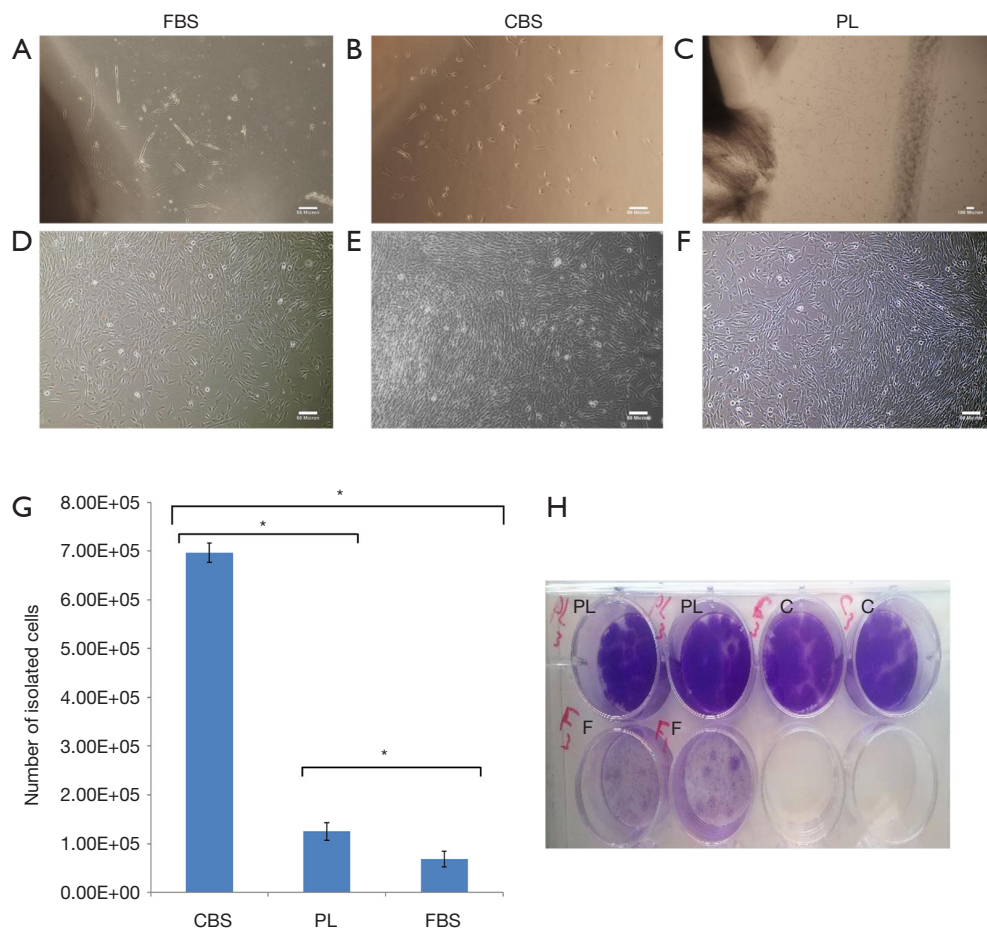 FBS CBS PL
A B C
50 Micron 50 Micron 100 Micron
D E F
50 Micron 50 Micron 50 Micron
G
8.00E+05
7.00E+05
6.00E+05
5.00E+05
4.00E+05
3.00E+05
2.00E+05
1.00E+05
0.00E+00
Number of isolated cells
*
*
*
CBS PL FBS
H
PL PL C C
F F